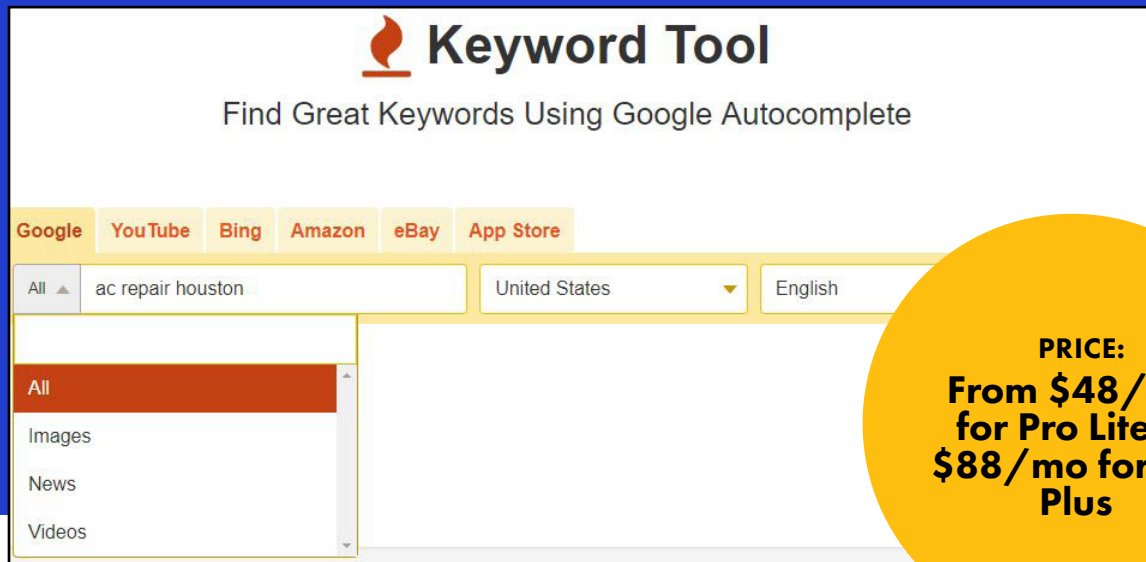 Keyword Tool
Find Great Keywords Using Google Autocomplete
Google YouTube Bing Amazon eBay App Store
All ac repair houston United States English
All
Images
News
Videos
PRICE:
From $48/
for Pro Lite
$88/mo for
Plus